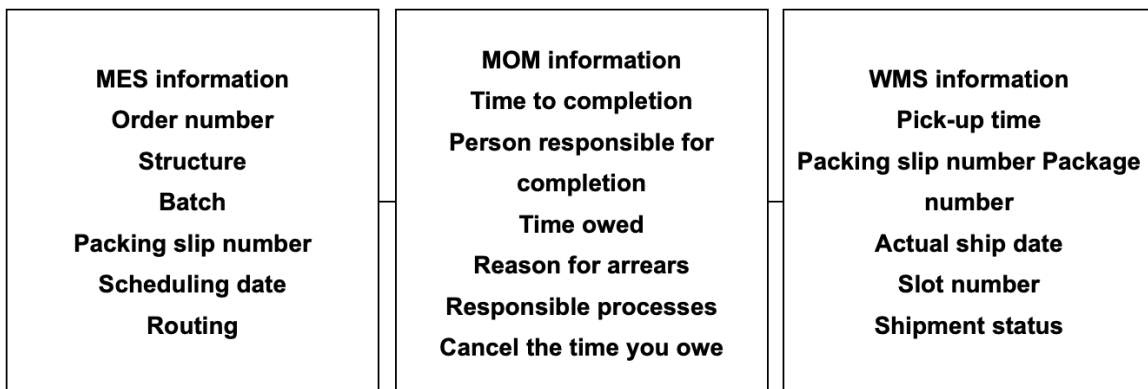 MES information
Order number
Structure
Batch
Packing slip number
Scheduling date
Routing
MOM information
Time to completion
Person responsible for
completion
Time owed
Reason for arrears
Responsible processes
Cancel the time you owe
WMS information
Pick-up time
Packing slip number Package
number
Actual ship date
Slot number
Shipment status